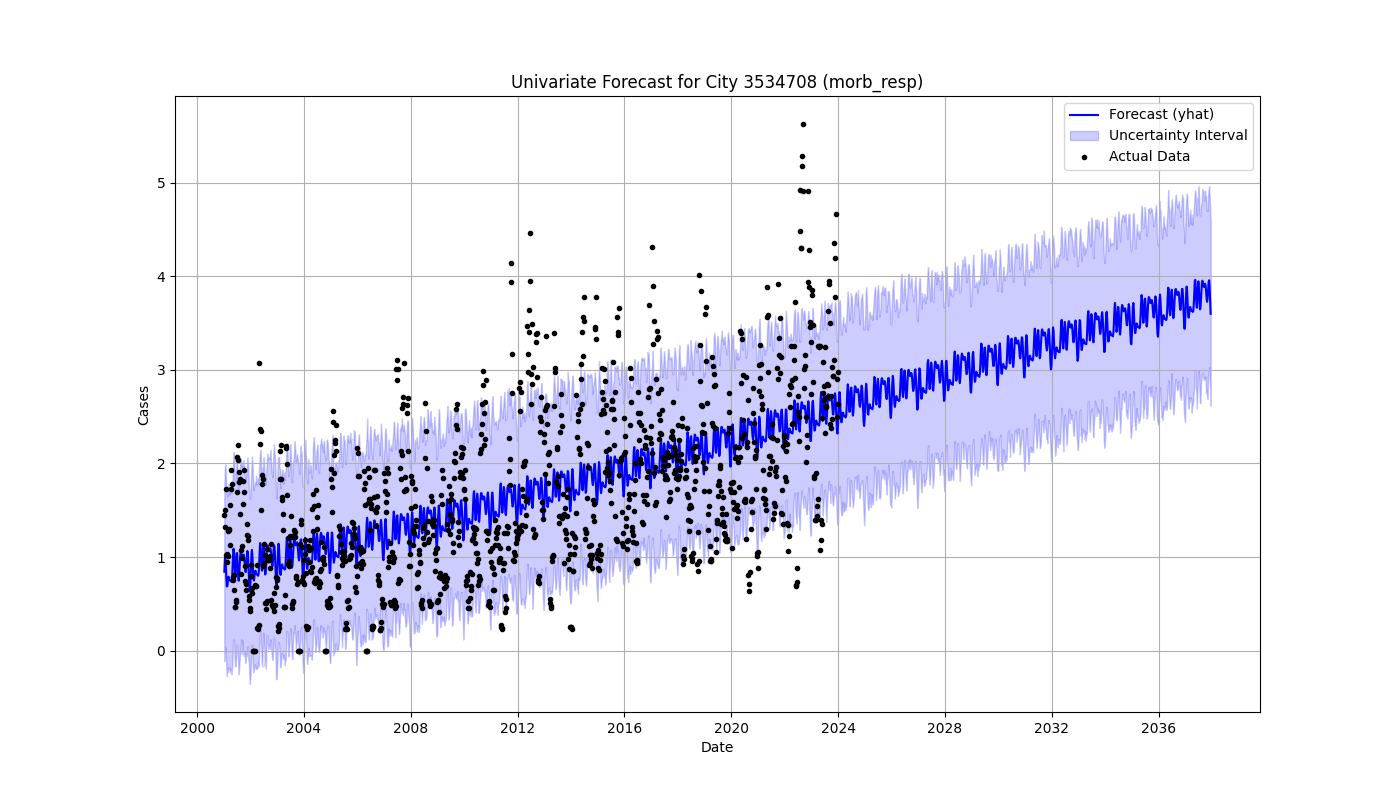 Univariate Forecast for City 3534708 (morb_resp)
Forecast (yhat)
Uncertainty Interval
Actual Data
Cases
5
4
3
2
1
0
2000 2004 2008 2012 2016 2020 2024 2028 2032 2036
Date